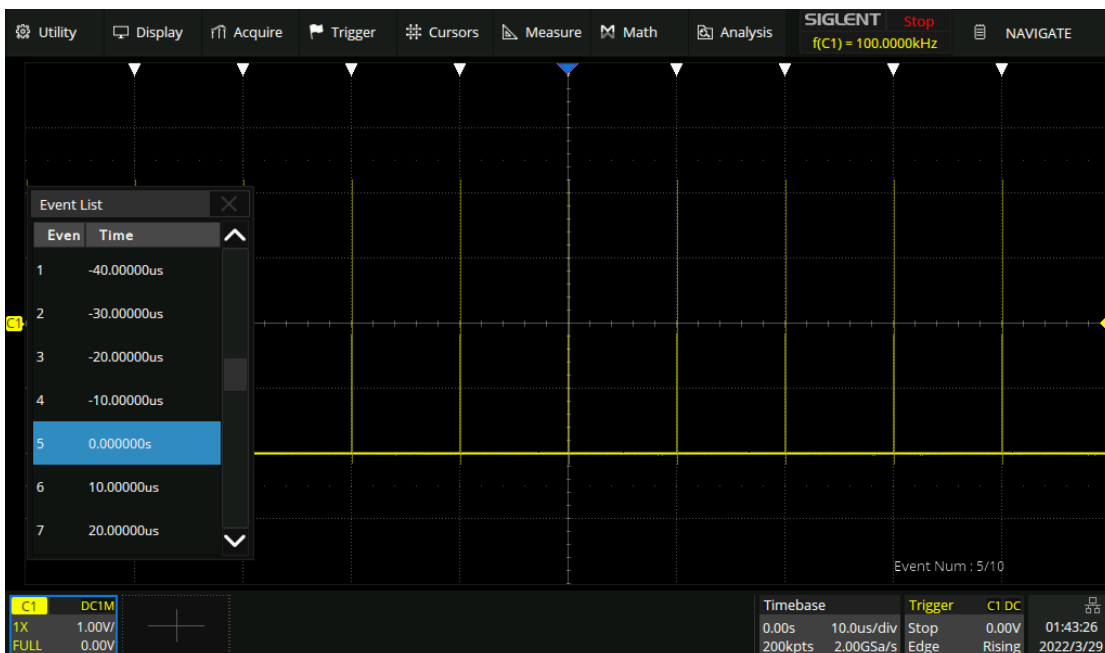 Utility Display Acquire Trigger Cursors Measure Math Analysis SIGLENT Stop NAVIGATE
f(C1) = 100.0000kHz
Event List
Even Time
1 -40.00000us
2 -30.00000us
C1
3 -20.00000us
4 -10.00000us
5 0.000000s
6 10.00000us
7 20.00000us
Event Num : 5/10
C1 DC1M Timebase Trigger C1 DC
1X 1.00V/ 0.00s 10.0us/div Stop 0.00V 01:43:26
FULL 0.00V 200kpts 2.00GSa/s Edge Rising 2022/3/29